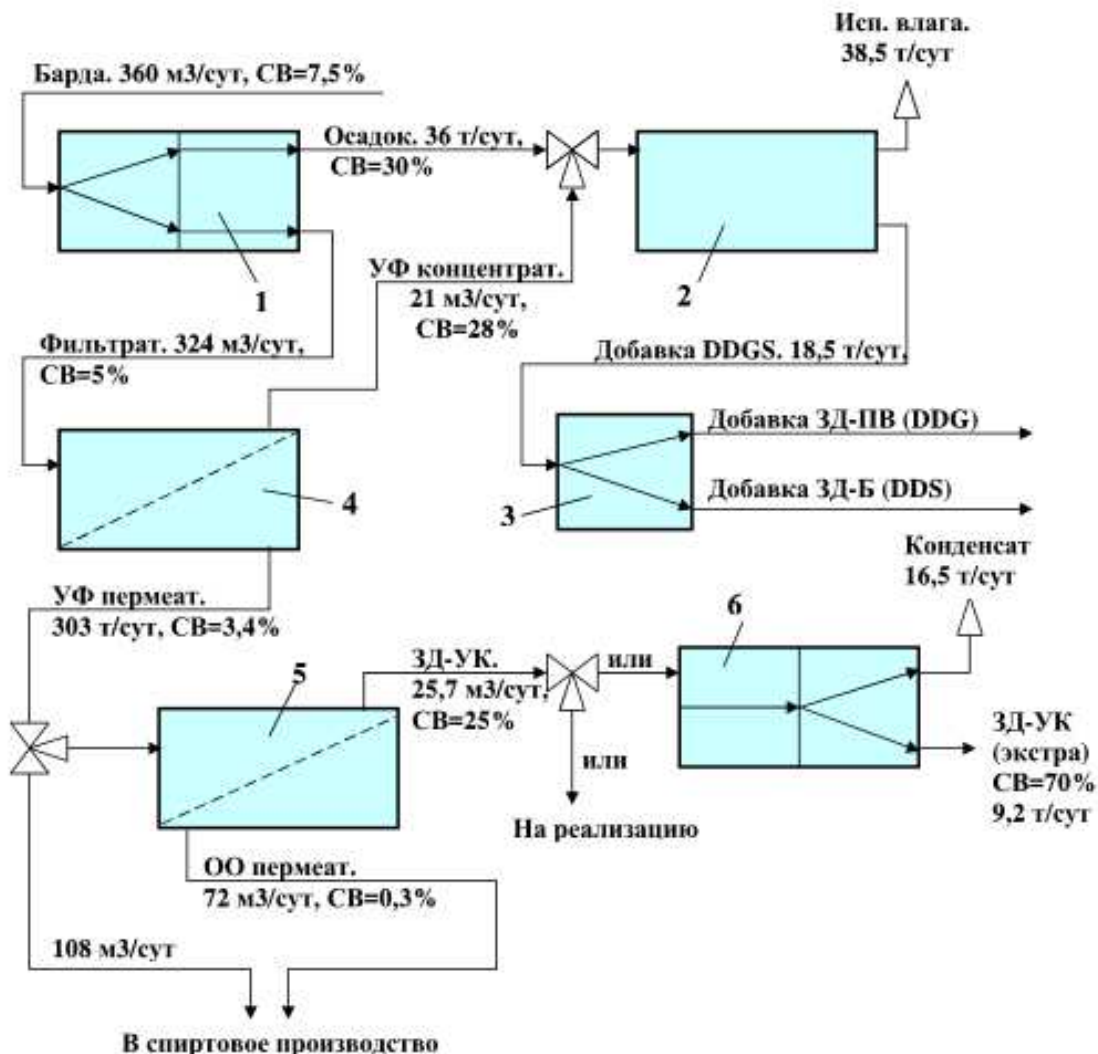 Исп. влага.
38,5 т/сут
Барда. 360 м3/сут, СВ=7,5%
Осадок. 36 т/сут,
СВ=30%
1
2
УФ концентрат.
21 м3/сут,
СВ=28%
Фильтрат. 324 м3/сут,
СВ=5%
Добавка DDGS. 18,5 т/сут,
Добавка ЗД-ПВ (DDG)
Добавка ЗД-Б (DDS)
4
3
Конденсат
16,5 т/сут
УФ пермеат.
303 т/сут, СВ=3,4%
6
ЗД-УК.
25,7 м3/сут,
СВ=25%
или
5
ЗД-УК
(экстра)
СВ=70%
9,2 т/сут
или
На реализацию
ОО пермеат.
72 м3/сут, СВ=0,3%
108 м3/сут
В спиртовое производство